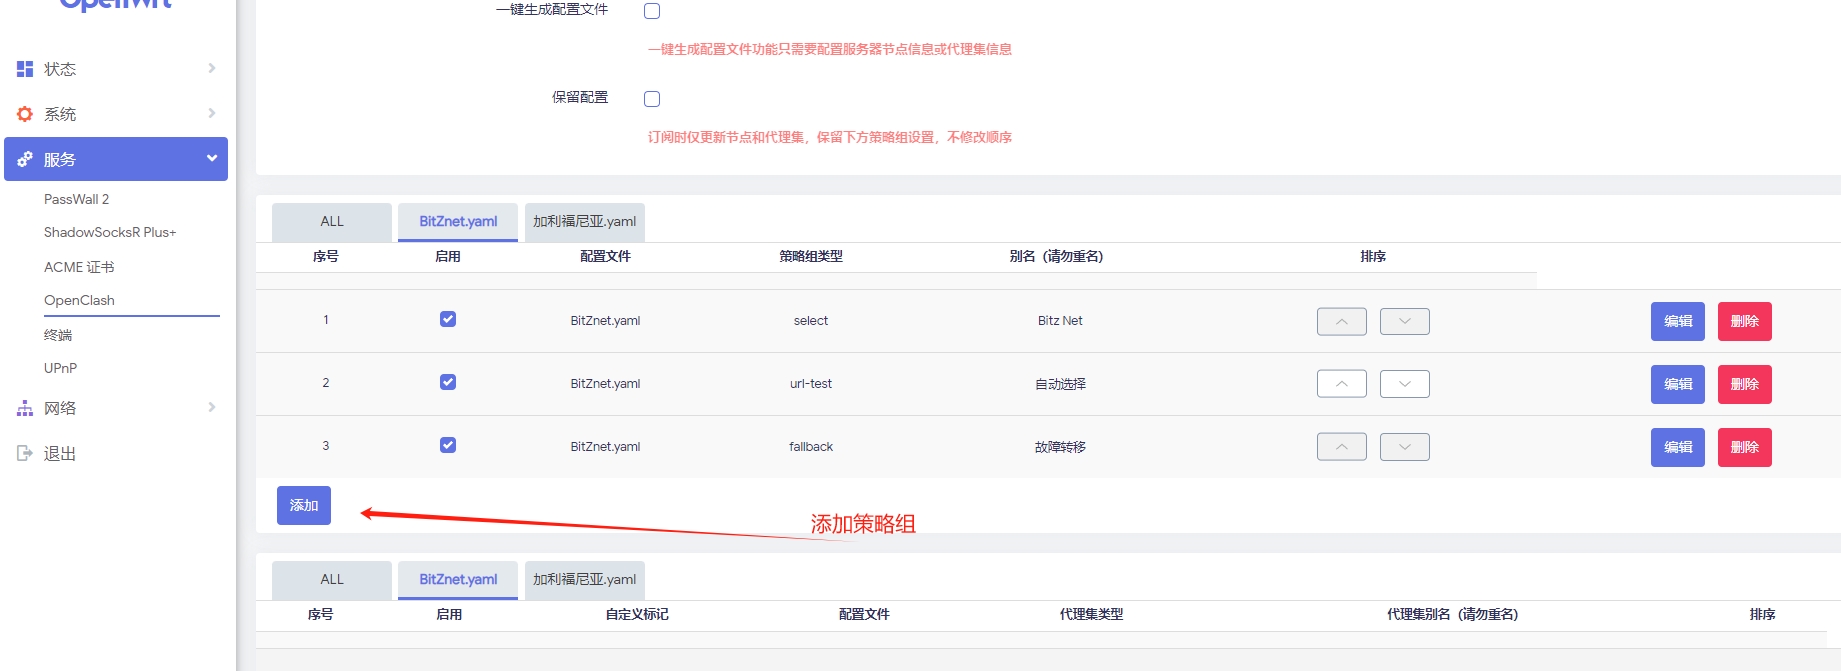 OpenWrt
一键生成配置文件
一键生成配置文件功能只需要配置服务器节点信息或代理集信息
保留配置
订阅时仅更新节点和代理集，保留下方策略组设置，不修改顺序
状态
系统
服务
PassWall 2
ShadowSocksR Plus+
ACME 证书
OpenClash
终端
UPnP
网络
退出
ALL BitZnet.yaml 加利福尼亚.yaml
序号 启用 配置文件 策略组类型 别名（请勿重名） 排序
1 BitZnet.yaml select Bitz Net 编辑 删除
2 BitZnet.yaml url-test 自动选择 编辑 删除
3 BitZnet.yaml fallback 故障转移 编辑 删除
添加
添加策略组
ALL BitZnet.yaml 加利福尼亚.yaml
序号 启用 自定义标记 配置文件 代理集类型 代理集别名（请勿重名） 排序